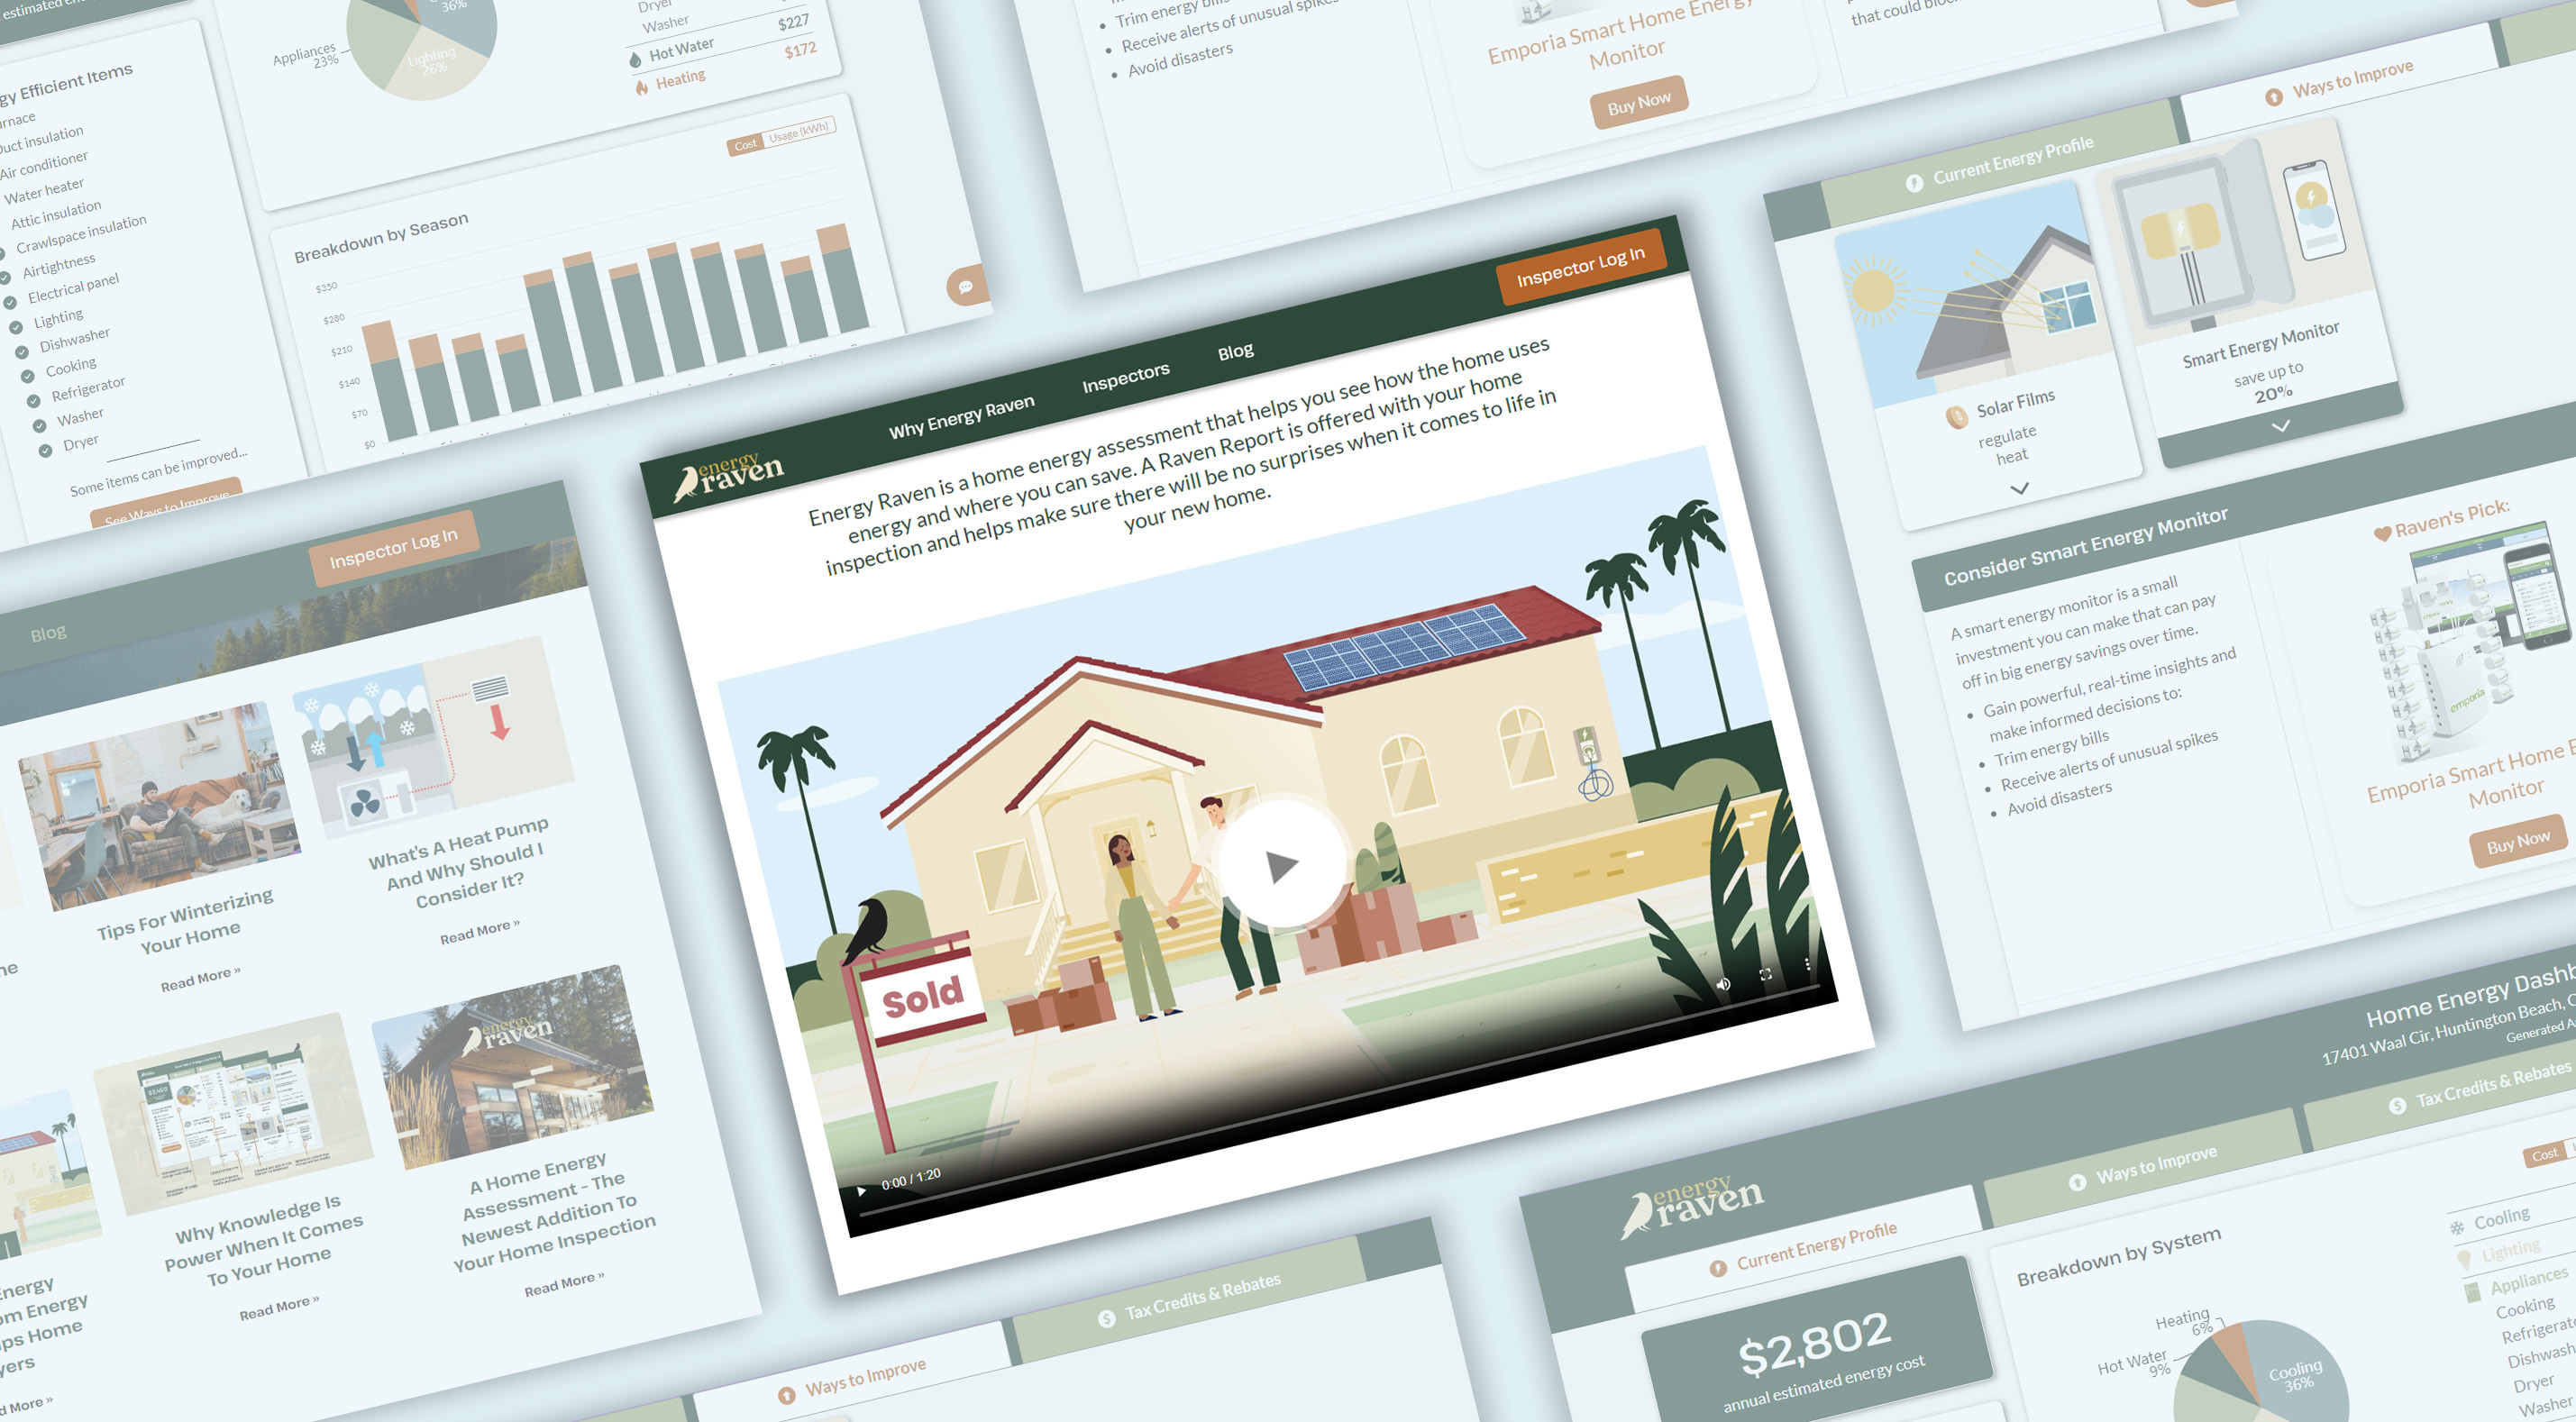 estimated
36%
Appliances
23%
Lighting
26%
Dryer
Washer
$227
Hot Water
$172
Heating
Efficient Items
Duct insulation
Air conditioner
Water heater
Attic insulation
Crawlspace insulation
Airtightness
Electrical panel
Lighting
Dishwasher
Cooking
Refrigerator
Washer
Dryer
Some items can be improved...
See Ways to Improve
Breakdown by Season
Cost
Usage (kWh)
$350
$280
$210
$140
$70
$0
Trim energy bills
Receive alerts of unusual spikes
Avoid disasters
Emporia Smart Home Energy
Monitor
Buy Now
that could
Current Energy Profile
Ways to Improve
Solar Films
regulate
heat
Smart Energy Monitor
save up to
20%
Consider Smart Energy Monitor
A smart energy monitor is a small
investment you can make that can pay
off in big energy savings over time.
Gain powerful, real-time insights and
make informed decisions to:
Trim energy bills
Receive alerts of unusual spikes
Avoid disasters
Raven's Pick:
emporia
Emporia Smart Home
Monitor
Buy Now
energy
raven
Why Energy Raven
Inspectors
Blog
Inspector Log In
Energy Raven is a home energy assessment that helps you see how the home uses
energy and where you can save. A Raven Report is offered with your home
inspection and helps make sure there will be no surprises when it comes to life in
your new home.
Sold
0:00 / 1:20
Blog
Inspector Log In
Tips For Winterizing
Your Home
Read More »
What's A Heat Pump
And Why Should I
Consider It?
Read More »
Why Knowledge Is
Power When It Comes
To Your Home
Read More »
energy
raven
A Home Energy
Assessment – The
Newest Addition To
Your Home Inspection
Read More »
Energy
Home
More »
Ways to Improve
Tax Credits & Rebates
energy
raven
Home Energy
17401 Waal Cir, Huntington Beach,
Generated
Current Energy Profile
Ways to Improve
Tax Credits & Rebates
$2,802
annual estimated energy cost
Breakdown by System
Cost
Heating
6%
Hot Water
9%
Cooling
36%
Cooling
Lighting
Appliances
Cooking
Dryer
Washer